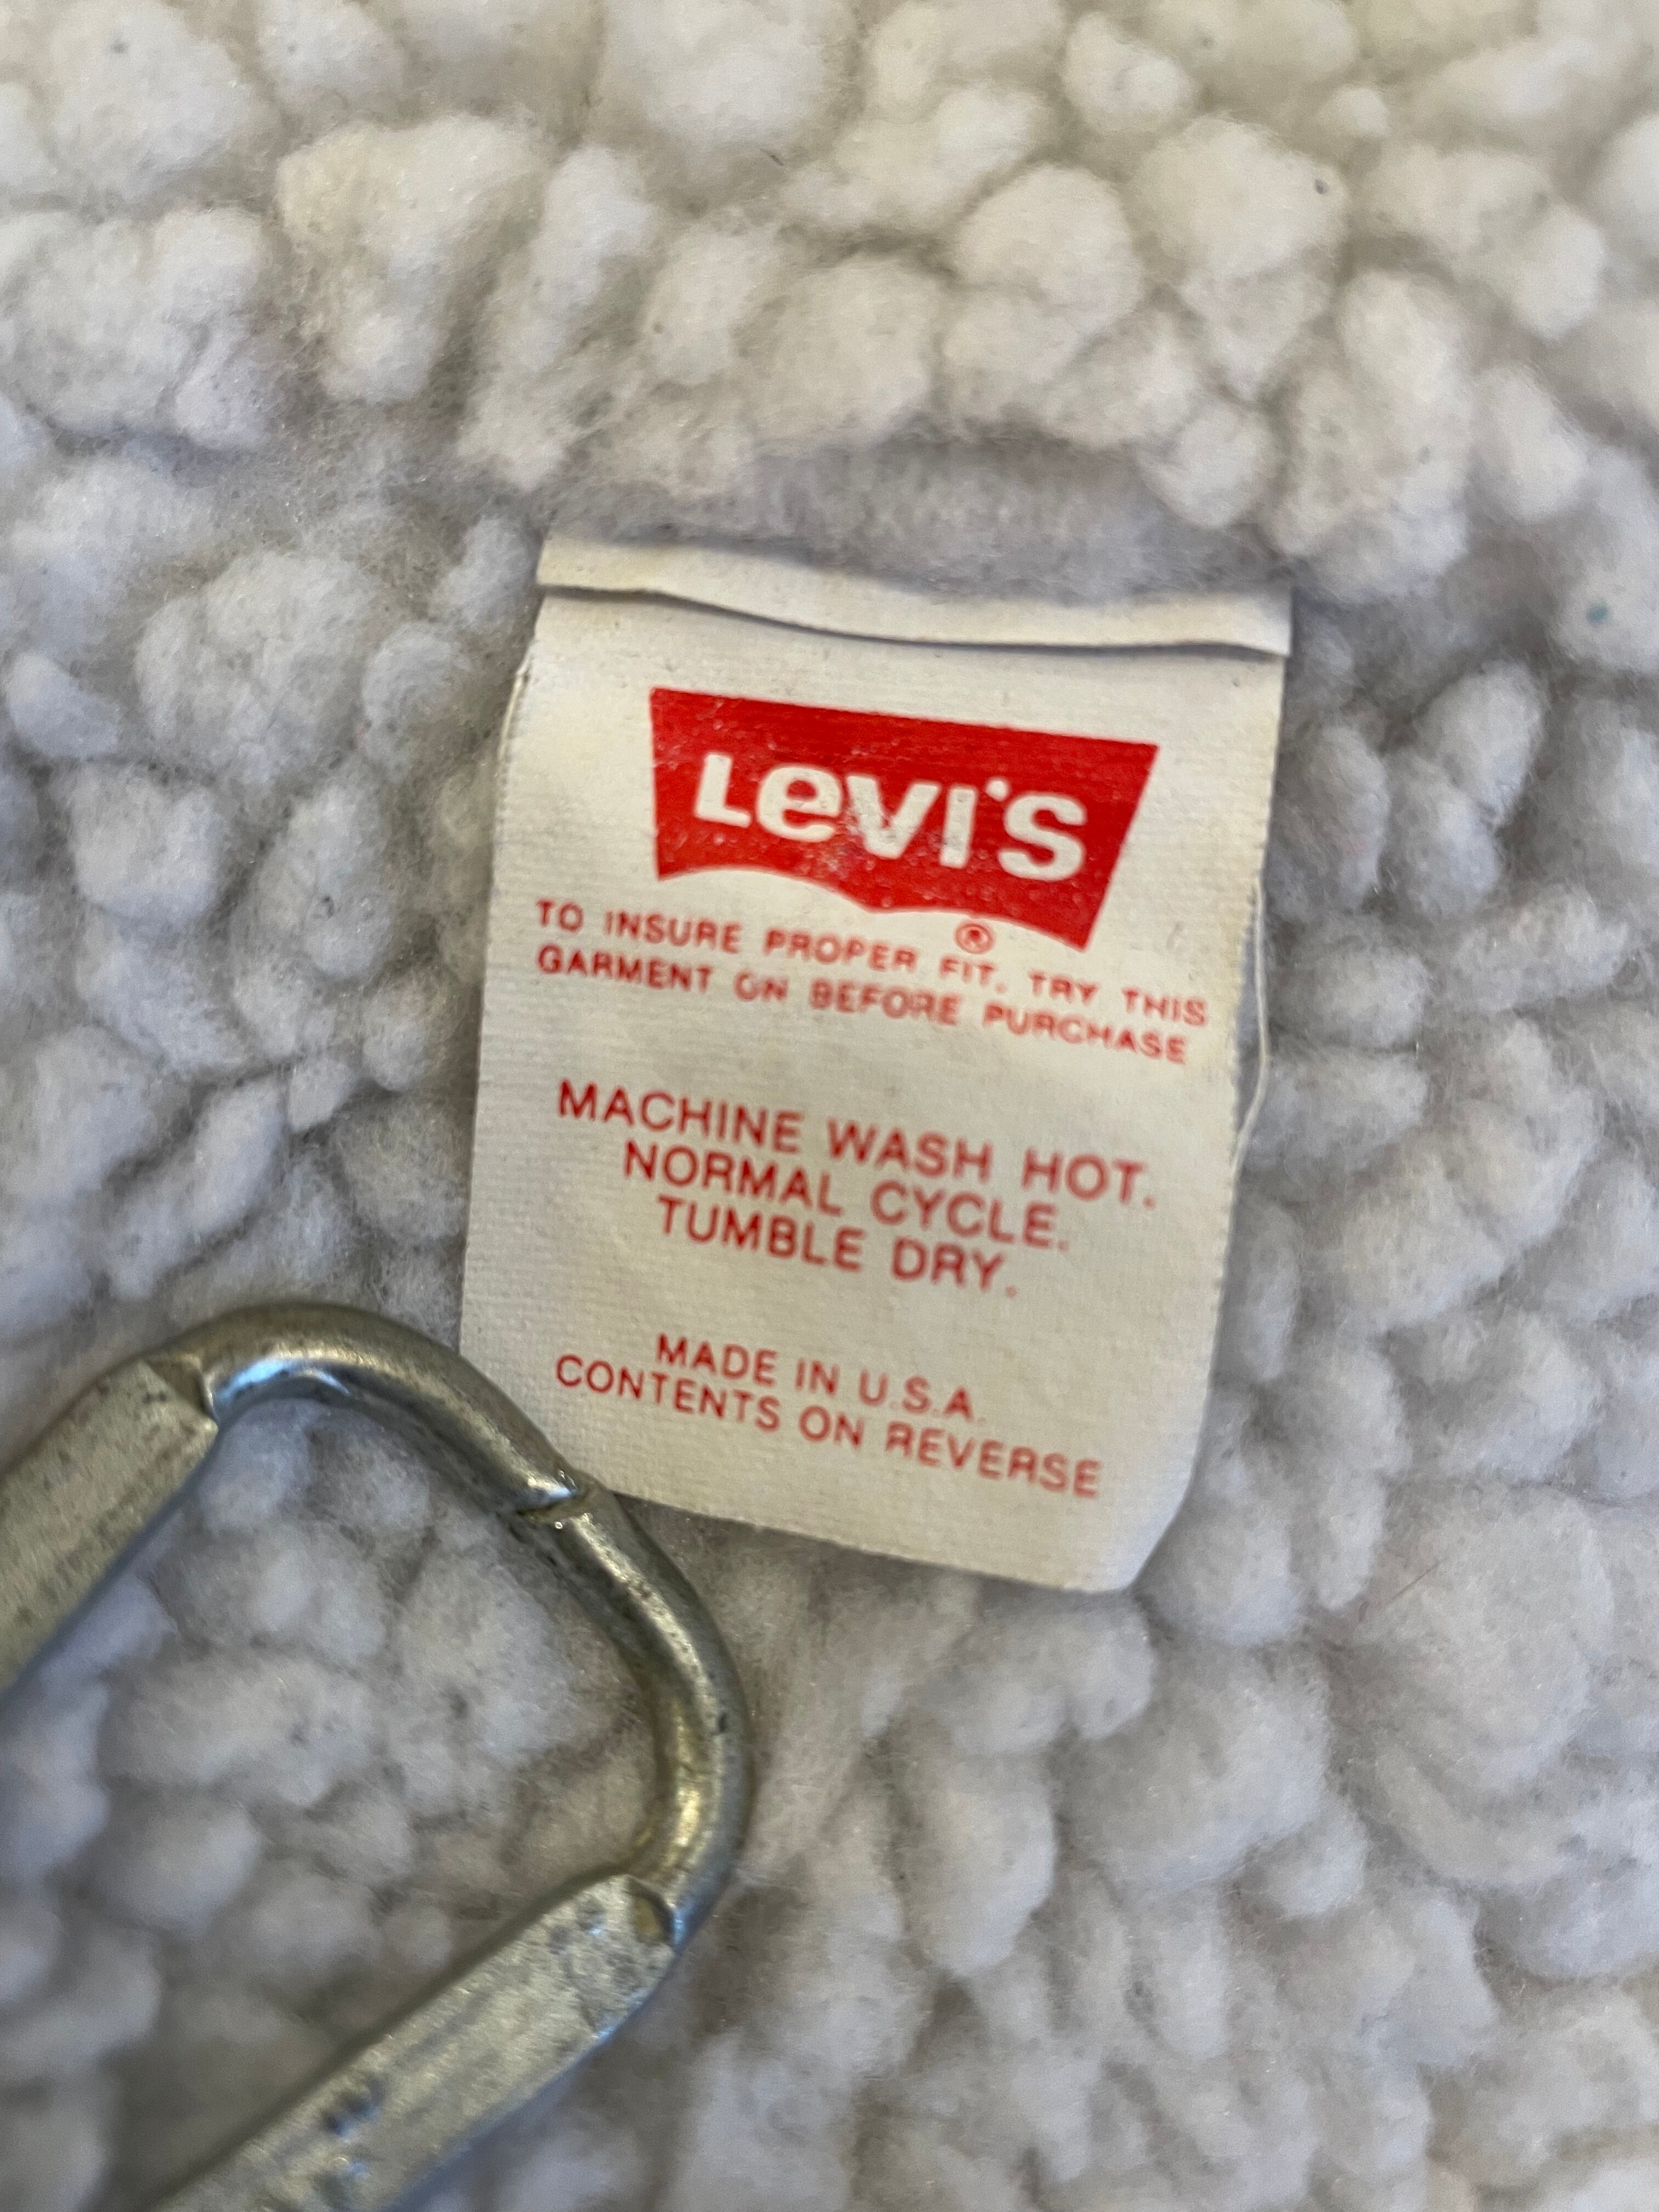 LeVI'S
®
TO INSURE PROPER FIT. TRY THIS
GARMENT ON BEFORE PURCHASE
MACHINE WASH HOT.
NORMAL CYCLE.
TUMBLE DRY.
MADE IN U.S.A.
CONTENTS ON REVERSE